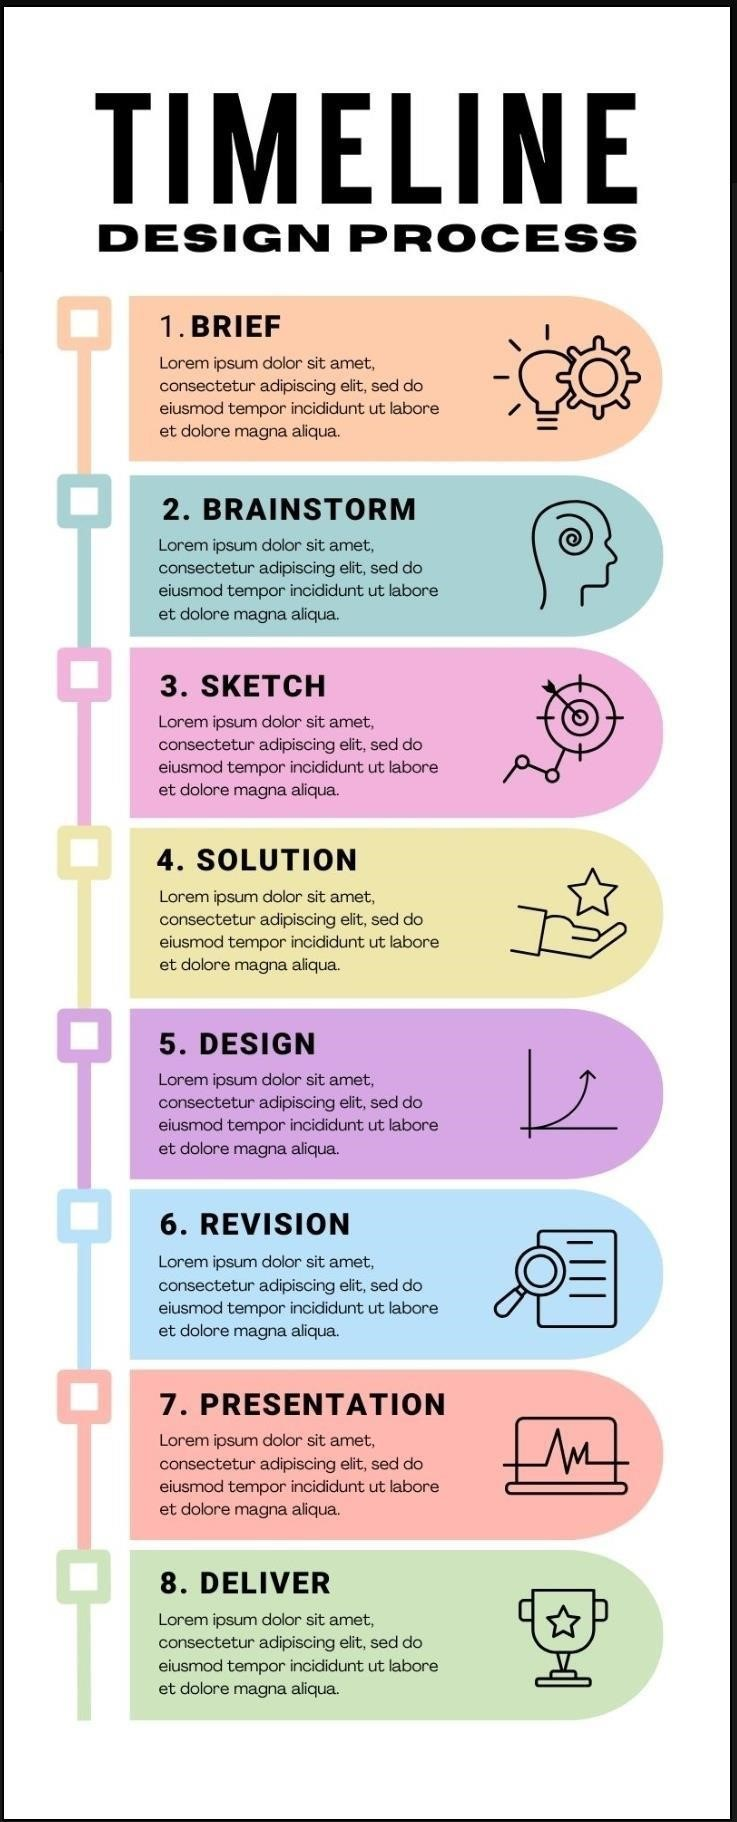 TIMELINE
DESIGN PROCESS
1. BRIEF
Lorem ipsum dolor sit amet,
consectetur adipiscing elit, sed do
eiusmod tempor incididunt ut labore
et dolore magna aliqua.
2. BRAINSTORM
Lorem ipsum dolor sit amet,
consectetur adipiscing elit, sed do
eiusmod tempor incididunt ut labore
et dolore magna aliqua.
3. SKETCH
Lorem ipsum dolor sit amet,
consectetur adipiscing elit, sed do
eiusmod tempor incididunt ut labore
et dolore magna aliqua.
4. SOLUTION
Lorem ipsum dolor sit amet,
consectetur adipiscing elit, sed do
eiusmod tempor incididunt ut labore
et dolore magna aliqua.
5. DESIGN
Lorem ipsum dolor sit amet,
consectetur adipiscing elit, sed do
eiusmod tempor incididunt ut labore
et dolore magna aliqua.
6. REVISION
Lorem ipsum dolor sit amet,
consectetur adipiscing elit, sed do
eiusmod tempor incididunt ut labore
et dolore magna aliqua.
7. PRESENTATION
Lorem ipsum dolor sit amet,
consectetur adipiscing elit, sed do
eiusmod tempor incididunt ut labore
et dolore magna aliqua.
8. DELIVER
Lorem ipsum dolor sit amet,
consectetur adipiscing elit, sed do
eiusmod tempor incididunt ut labore
et dolore magna aliqua.